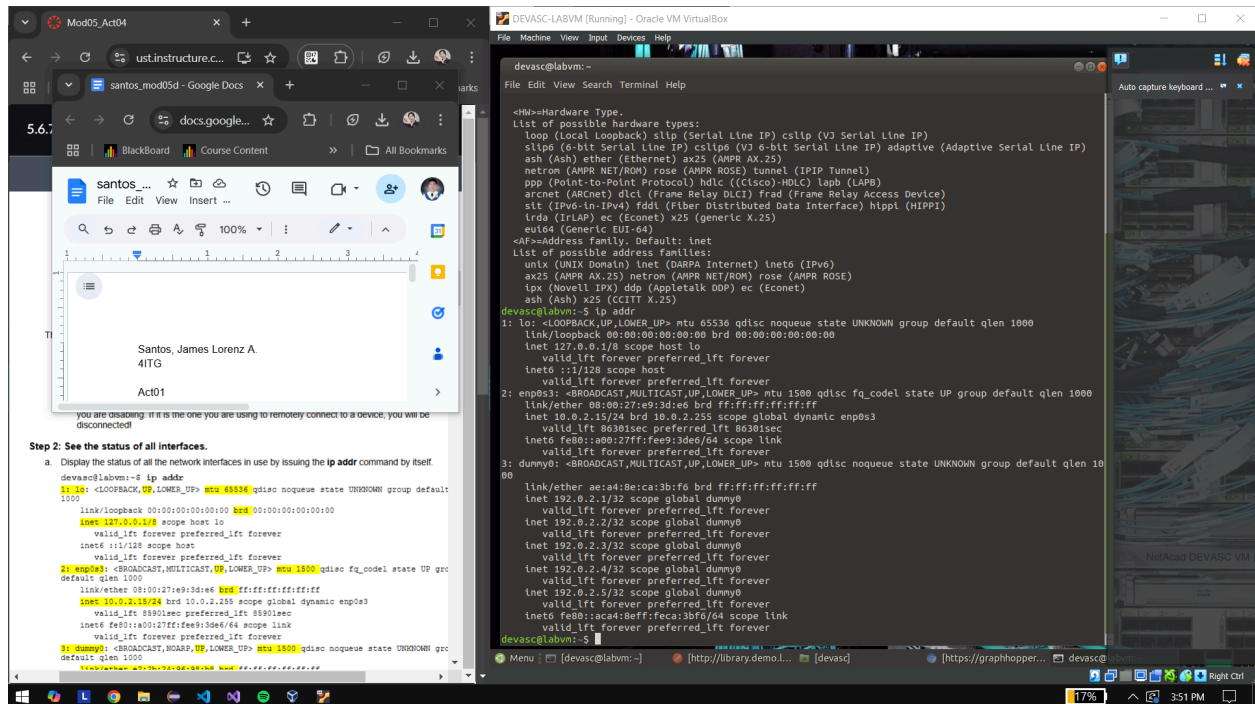 Mod05_Act04
ust.instructure.c...
5.6.7
arks
santos_mod05d - Google Docs
docs.google...
BlackBoard
Course Content
All Bookmarks
santos_...
File Edit View Insert ...
100%
1 1 2 3
Santos, James Lorenz A.
4ITG
Act01
you are disabling. If it is the one you are using to remotely connect to a device, you will be
disconnected!
Step 2: See the status of all interfaces.
a. Display the status of all the network interfaces in use by issuing the ip addr command by itself.
devasc@labvm:~$ ip addr
1: lo: <LOOPBACK,UP,LOWER_UP> mtu 65536 qdisc noqueue state UNKNOWN group default
1000
link/loopback 00:00:00:00:00:00 brd 00:00:00:00:00:00
inet 127.0.0.1/8 scope host lo
valid_lft forever preferred_lft forever
inet6 ::1/128 scope host
valid_lft forever preferred_lft forever
2: enp0s3: <BROADCAST,MULTICAST,UP,LOWER_UP> mtu 1500 qdisc fq_codel state UP gro
default qlen 1000
link/ether 08:00:27:e9:3d:e6 brd ff:ff:ff:ff:ff:ff
inet 10.0.2.15/24 brd 10.0.2.255 scope global dynamic enp0s3
valid_lft 85901sec preferred_lft 85901sec
inet6 fe80::a00:27ff:fee9:3de6/64 scope link
valid_lft forever preferred_lft forever
3: dummy0: <BROADCAST,NOARP,UP,LOWER_UP> mtu 1500 qdisc noqueue state UNKNOWN gro
default qlen 1000
DEVASC-LABVM [Running] - Oracle VM VirtualBox
File Machine View Input Devices Help
devasc@labvm: ~
File Edit View Search Terminal Help
<HW>=Hardware Type.
List of possible hardware types:
loop (Local Loopback) slip (Serial Line IP) cslip (VJ Serial Line IP)
slip6 (6-bit Serial Line IP) cslip6 (VJ 6-bit Serial Line IP) adaptive (Adaptive Serial Line IP)
ash (Ash) ether (Ethernet) ax25 (AMPR AX.25)
netrom (AMPR NET/ROM) rose (AMPR ROSE) tunnel (IPIP Tunnel)
ppp (Point-to-Point Protocol) hdlc ((Cisco)-HDLC) lapb (LAPB)
arcnet (ARCnet) dlci (Frame Relay DLCI) frad (Frame Relay Access Device)
sit (IPv6-in-IPv4) fddi (Fiber Distributed Data Interface) hippi (HIPPI)
irda (IrLAP) ec (Econet) x25 (generic X.25)
eui64 (Generic EUI-64)
<AF>=Address family. Default: inet
List of possible address families:
unix (UNIX Domain) inet (DARPA Internet) inet6 (IPv6)
ax25 (AMPR AX.25) netrom (AMPR NET/ROM) rose (AMPR ROSE)
ipx (Novell IPX) ddp (Appletalk DDP) ec (Econet)
ash (Ash) x25 (CCITT X.25)
devasc@labvm:~$ ip addr
1: lo: <LOOPBACK,UP,LOWER_UP> mtu 65536 qdisc noqueue state UNKNOWN group default qlen 1000
link/loopback 00:00:00:00:00:00 brd 00:00:00:00:00:00
inet 127.0.0.1/8 scope host lo
valid_lft forever preferred_lft forever
inet6 ::1/128 scope host
valid_lft forever preferred_lft forever
2: enp0s3: <BROADCAST,MULTICAST,UP,LOWER_UP> mtu 1500 qdisc fq_codel state UP group default qlen 1000
link/ether 08:00:27:e9:3d:e6 brd ff:ff:ff:ff:ff:ff
inet 10.0.2.15/24 brd 10.0.2.255 scope global dynamic enp0s3
valid_lft 86301sec preferred_lft 86301sec
inet6 fe80::a00:27ff:fee9:3de6/64 scope link
valid_lft forever preferred_lft forever
3: dummy0: <BROADCAST,MULTICAST,UP,LOWER_UP> mtu 1500 qdisc noqueue state UNKNOWN group default qlen 10
00
link/ether ae:a4:8e:ca:3b:f6 brd ff:ff:ff:ff:ff:ff
inet 192.0.2.1/32 scope global dummy0
valid_lft forever preferred_lft forever
inet 192.0.2.2/32 scope global dummy0
valid_lft forever preferred_lft forever
inet 192.0.2.3/32 scope global dummy0
valid_lft forever preferred_lft forever
inet 192.0.2.4/32 scope global dummy0
valid_lft forever preferred_lft forever
inet 192.0.2.5/32 scope global dummy0
valid_lft forever preferred_lft forever
inet6 fe80::aca4:8eff:feca:3bf6/64 scope link
valid_lft forever preferred_lft forever
devasc@labvm:~$
Auto capture keyboard ...
NetAcad DEVASC VM
Menu [devasc@labvm: ~] [http://library.demo.l... [devasc] [https://graphhopper... devasc@
Right Ctrl
17% 3:51 PM